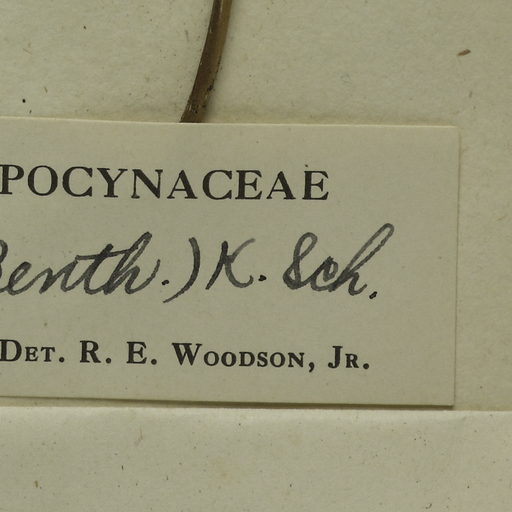 POCYNACEAE
Benth.) K. Sch.
DET. R. E. WOODSON, JR.